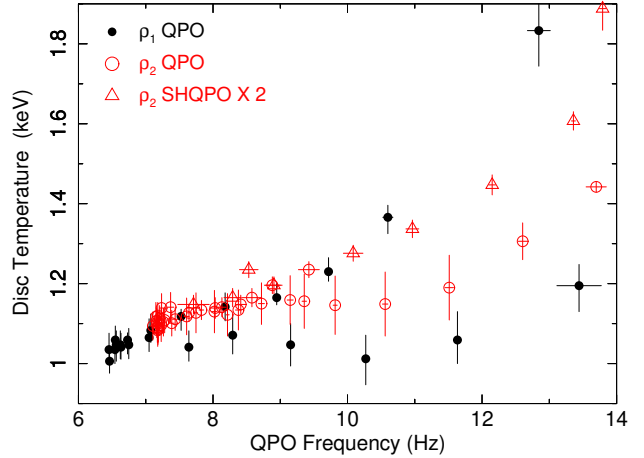 ρ₁ QPO
ρ₂ QPO
ρ₂ SHQPO X 2
Disc Temperature (keV)
1.8
1.6
1.4
1.2
1
6 8 10 12 14
QPO Frequency (Hz)